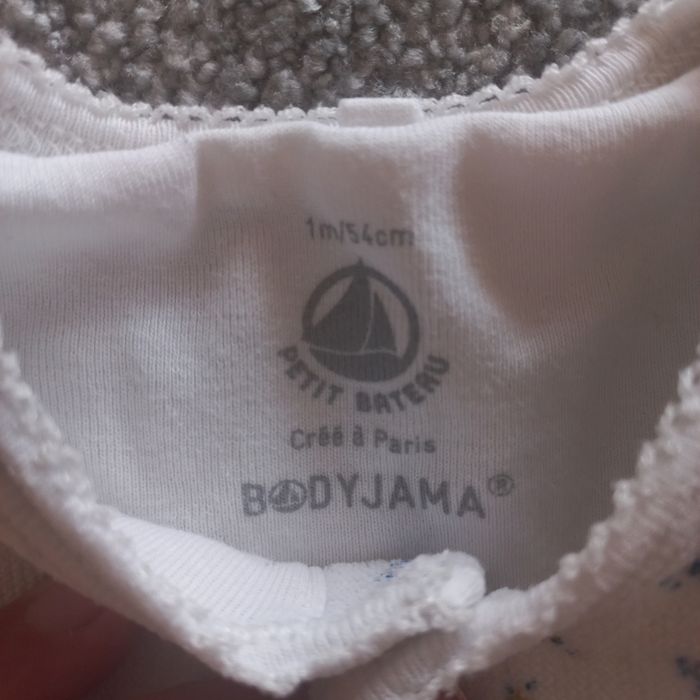 1m/54cm
PETIT BATEAU
Créé à Paris
BODYJAMA®